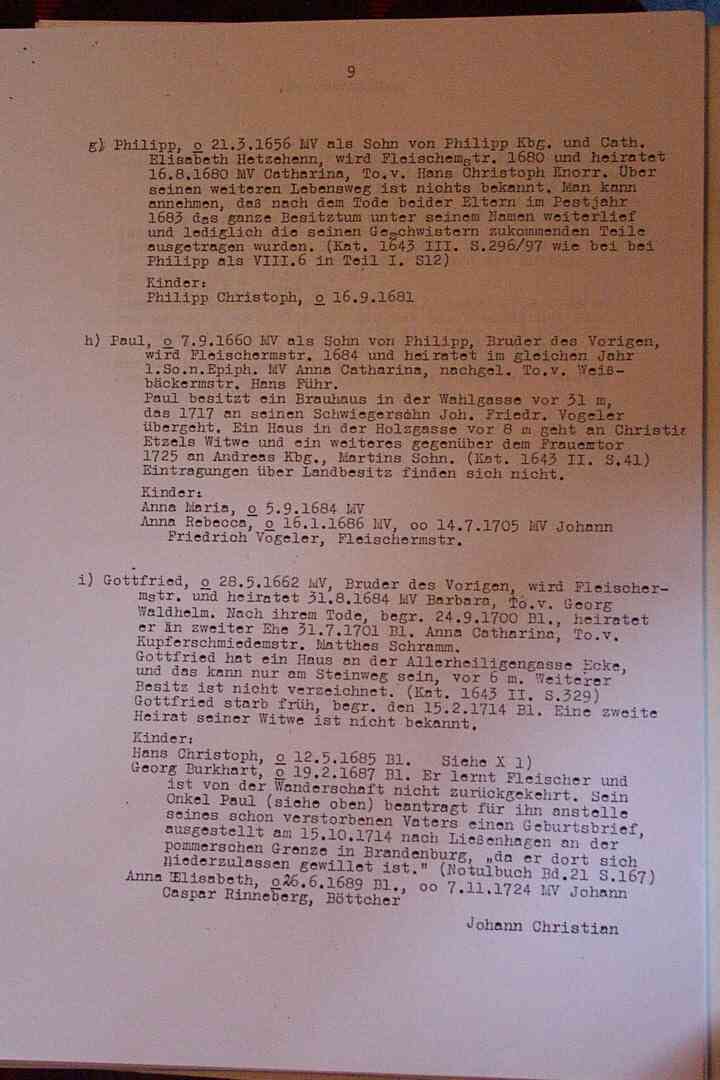 9
g) Philipp, o 21.3.1656 MV als Sohn von Philipp Kbg. und Cath.
Elisabeth Hetzehenn, wird Fleischemstr. 1680 und heiratet
16.8.1680 MV Catharina, To.v. Hans Christoph Knorr. Über
seinen weiteren Lebensweg ist nichts bekannt. Man kann
annehmen, daß nach dem Tode beider Eltern im Pestjahr
1683 das ganze Besitztum unter seinem Namen weiterlief
und lediglich die seinen Geschwistern zukommenden Teile
ausgetragen wurden. (Kat. 1643 III. S.296/97 wie bei bei
Philipp als VIII.6 in Teil I. S12)
Kinder:
Philipp Christoph, o 16.9.1681
h) Paul, o 7.9.1660 MV als Sohn von Philipp, Bruder des Vorigen,
wird Fleischermstr. 1684 und heiratet im gleichen Jahr
1.So.n.Epiph. MV Anna Catharina, nachgel. To.v. Weiß-
bäckermstr. Hans Führ.
Paul besitzt ein Brauhaus in der Wahlgasse vor 31 m,
das 1717 an seinen Schwiegersohn Joh. Friedr. Vogeler
übergeht. Ein Haus in der Holzgasse vor 8 m geht an Christia
Etzels Witwe und ein weiteres gegenüber dem Frauemtor
1725 an Andreas Kbg., Martins Sohn. (Kat. 1643 II. S.41)
Eintragungen über Landbesitz finden sich nicht.
Kinder:
Anna Maria, o 5.9.1684 MV
Anna Rebecca, o 16.1.1686 MV, oo 14.7.1705 MV Johann
Friedrich Vogeler, Fleischermstr.
i) Gottfried, o 28.5.1662 MV, Bruder des Vorigen, wird Fleischer-
mstr. und heiratet 31.8.1684 MV Barbara, To.v. Georg
Waldhelm. Nach ihrem Tode, begr. 24.9.1700 Bl., heiratet
er in zweiter Ehe 31.7.1701 Bl. Anna Catharina, To.v.
Kupferschmiedemstr. Matthes Schramm.
Gottfried hat ein Haus an der Allerheiligengasse Ecke,
und das kann nur am Steinweg sein, vor 6 m. Weiterer
Besitz ist nicht verzeichnet. (Kat. 1643 II. S.329)
Gottfried starb früh, begr. den 15.2.1714 Bl. Eine zweite
Heirat seiner Witwe ist nicht bekannt.
Kinder:
Hans Christoph, o 12.5.1685 Bl. Siehe X 1)
Georg Burkhart, o 19.2.1687 Bl. Er lernt Fleischer und
ist von der Wanderschaft nicht zurückgekehrt. Sein
Onkel Paul (siehe oben) beantragt für ihn anstelle
seines schon verstorbenen Vaters einen Geburtsbrief,
ausgestellt am 15.10.1714 nach Ließenhagen an der
pommerschen Grenze in Brandenburg, „da er dort sich
niederzulassen gewillet ist." (Notulbuch Bd.21 S.167)
Anna Elisabeth, o 26.6.1689 Bl., oo 7.11.1724 MV Johann
Caspar Rinneberg, Böttcher
Johann Christian